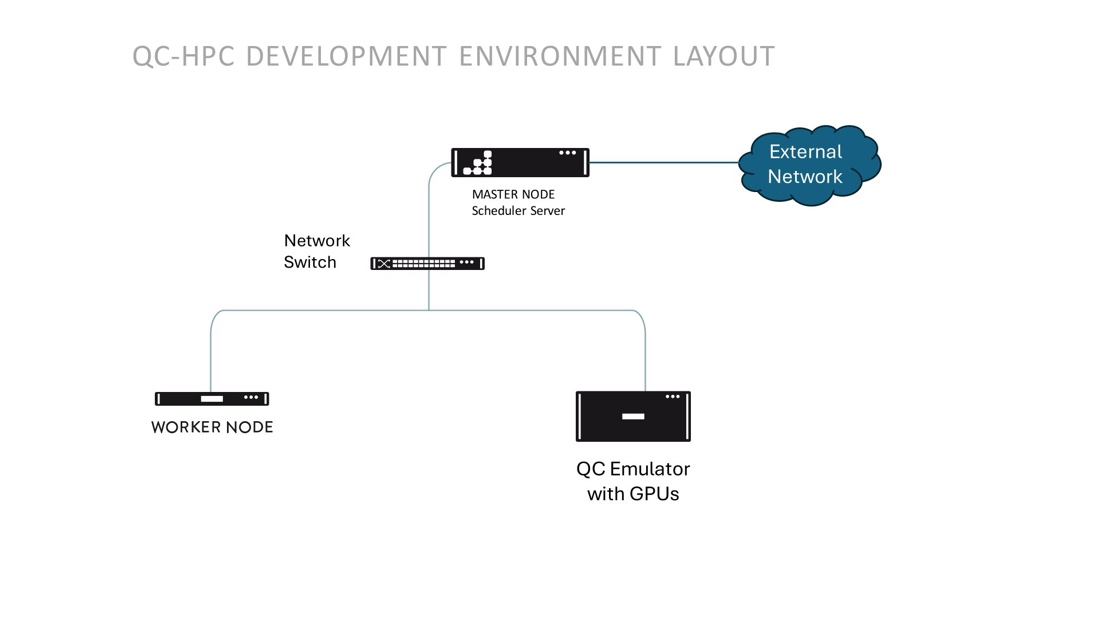 QC-HPC DEVELOPMENT ENVIRONMENT LAYOUT
External
Network
MASTER NODE
Scheduler Server
Network
Switch
WORKER NODE
QC Emulator
with GPUs